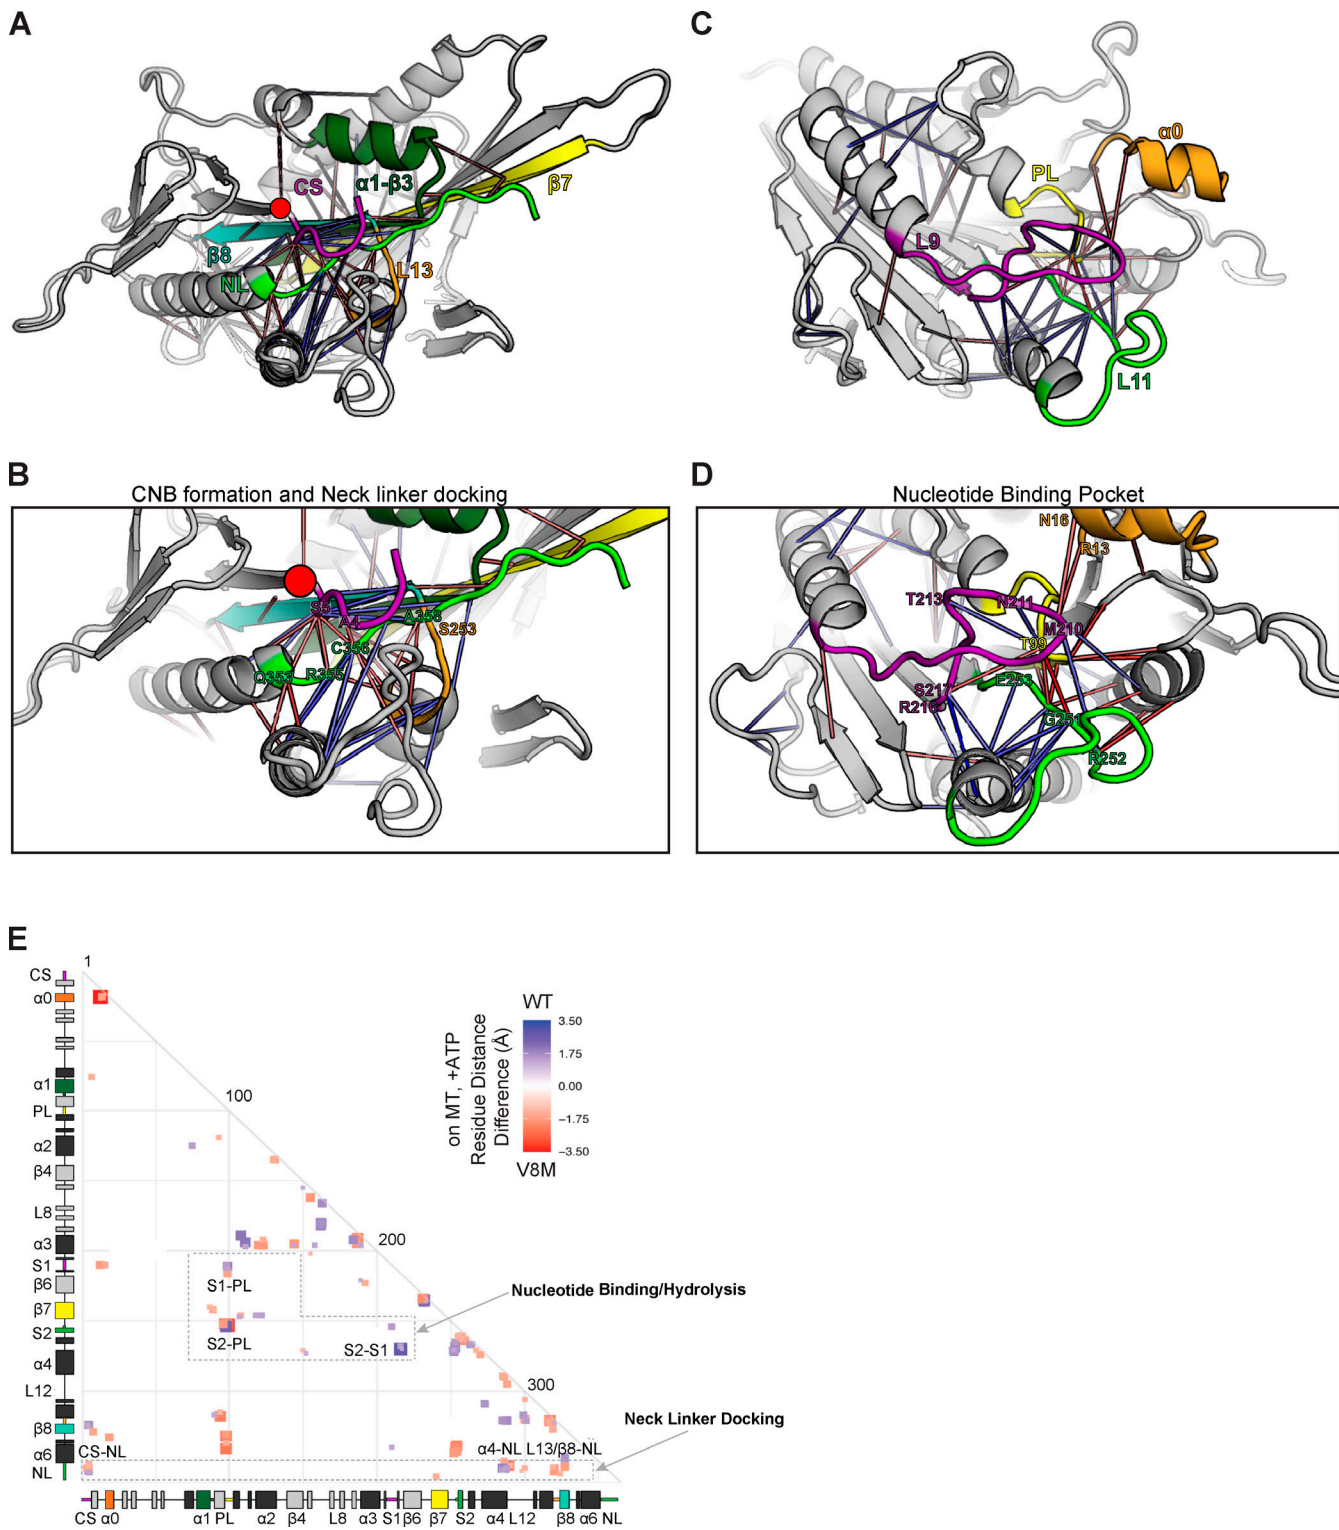 A
CS
α1-β3
β7
β8
NL
L13
C
α0
PL
L9
L11
B
CNB formation and Neck linker docking
S5
A4
A358
S253
C356
Q353
R355
D
Nucleotide Binding Pocket
N16
R13
T213
N211
M210
T99
E253
S217
R216
G251
R252
E
1
CS
α0
α1
PL
α2
β4
L8
α3
S1
β6
β7
S2
α4
L12
β8
α6
NL
100
200
300
on MT, +ATP
Residue Distance
Difference (Å)
WT
3.50
1.75
0.00
−1.75
−3.50
V8M
S1-PL
S2-PL
S2-S1
Nucleotide Binding/Hydrolysis
Neck Linker Docking
CS-NL
α4-NL L13/β8-NL
CS α0 α1 PL α2 β4 L8 α3 S1 β6 β7 S2 α4 L12 β8 α6 NL